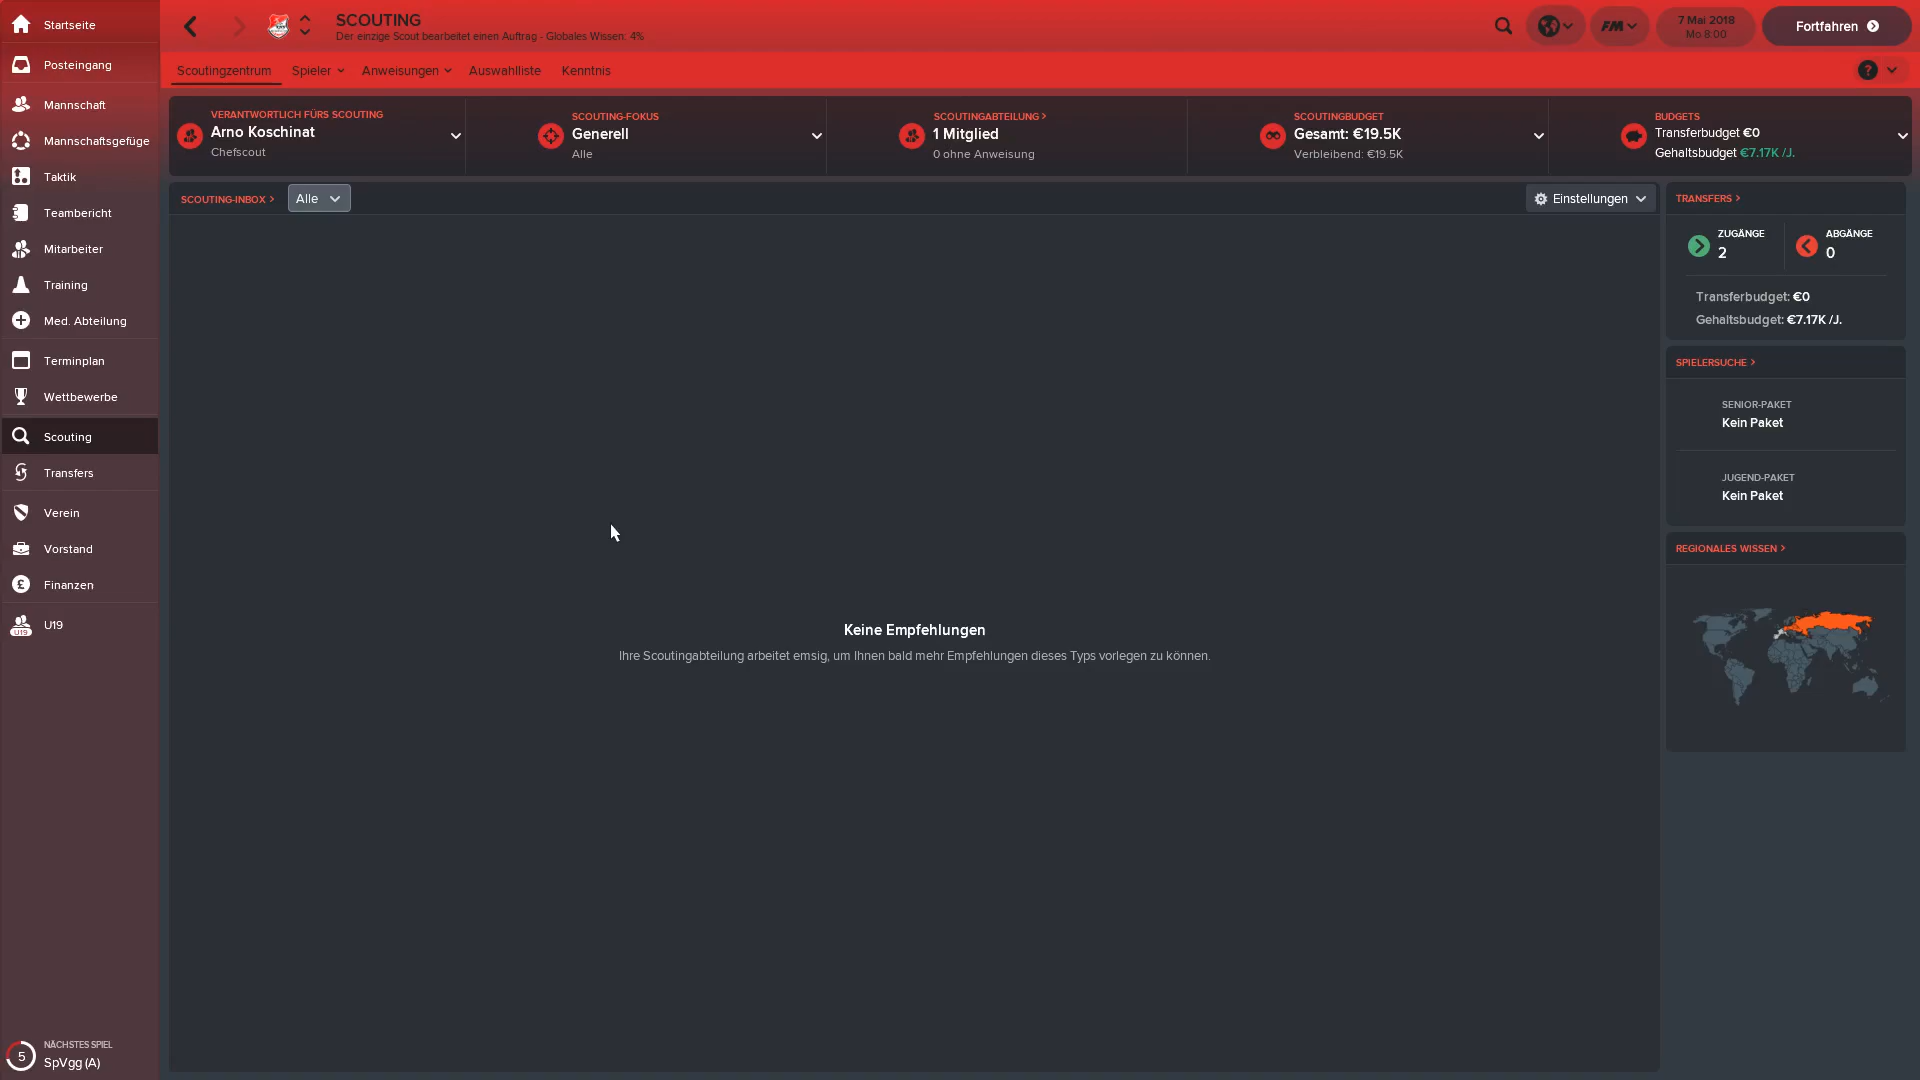 Startseite
Posteingang
Mannschaft
Mannschaftsgefüge
Taktik
Teambericht
Mitarbeiter
Training
Med. Abteilung
Terminplan
Wettbewerbe
Scouting
Transfers
Verein
Vorstand
Finanzen
U19
U19
NÄCHSTES SPIEL
5
SpVgg (A)
SCOUTING
Der einzige Scout bearbeitet einen Auftrag - Globales Wissen: 4%
FM
7 Mai 2018
Mo 8:00
Fortfahren
Scoutingzentrum
Spieler
Anweisungen
Auswahlliste
Kenntnis
?
VERANTWORTLICH FÜRS SCOUTING
Arno Koschinat
Chefscout
SCOUTING-FOKUS
Generell
Alle
SCOUTINGABTEILUNG >
1 Mitglied
0 ohne Anweisung
SCOUTINGBUDGET
Gesamt: €19.5K
Verbleibend: €19.5K
BUDGETS
Transferbudget €0
Gehaltsbudget €7.17K /J.
SCOUTING-INBOX >
Alle
Einstellungen
Keine Empfehlungen
Ihre Scoutingabteilung arbeitet emsig, um Ihnen bald mehr Empfehlungen dieses Typs vorlegen zu können.
TRANSFERS >
ZUGÄNGE
2
ABGÄNGE
0
Transferbudget: €0
Gehaltsbudget: €7.17K /J.
SPIELERSUCHE >
SENIOR-PAKET
Kein Paket
JUGEND-PAKET
Kein Paket
REGIONALES WISSEN >